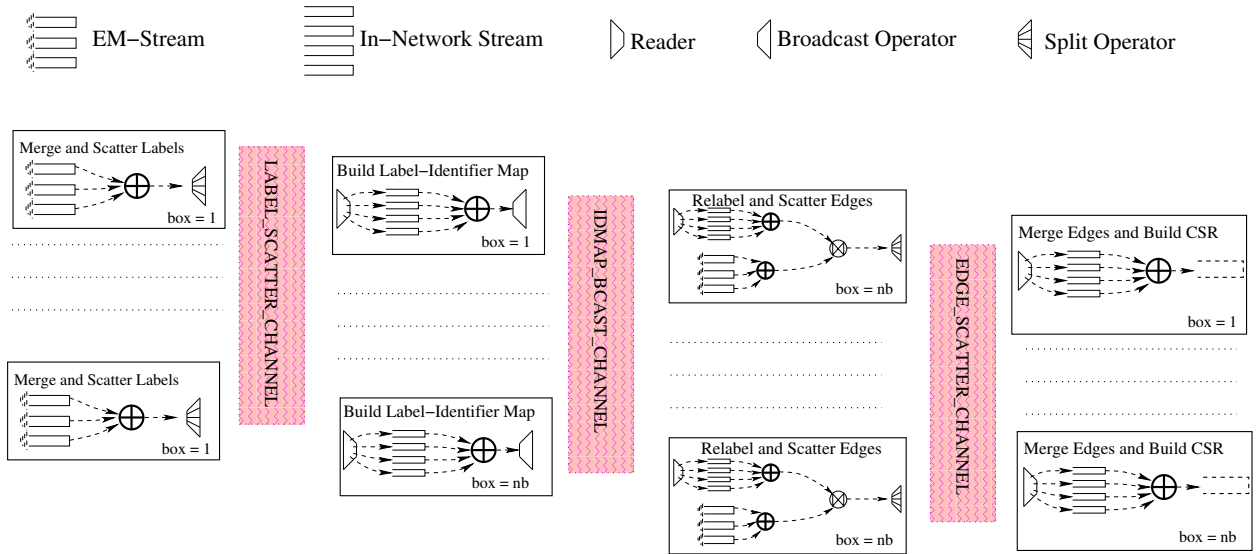 EM−Stream
In−Network Stream
Reader
Broadcast Operator
Split Operator
Merge and Scatter Labels
box = 1
Merge and Scatter Labels
box = 1
LABEL_SCATTER_CHANNEL
Build Label−Identifier Map
box = 1
Build Label−Identifier Map
box = nb
IDMAP_BCAST_CHANNEL
Relabel and Scatter Edges
box = nb
Relabel and Scatter Edges
box = nb
EDGE_SCATTER_CHANNEL
Merge Edges and Build CSR
box = 1
Merge Edges and Build CSR
box = nb